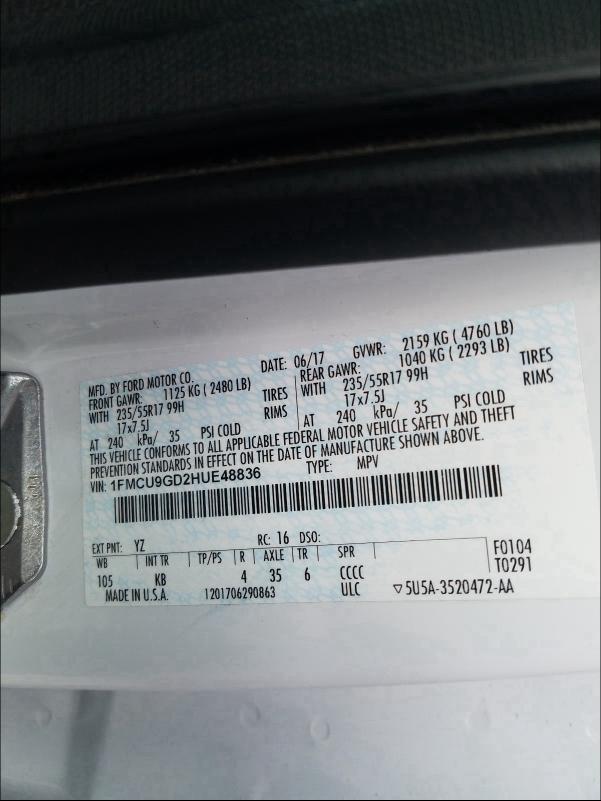 MFD. BY FORD MOTOR CO.
DATE: 06/17 GVWR: 2159 KG ( 4760 LB)
FRONT GAWR: 1125 KG ( 2480 LB)
WITH 235/55R17 99H TIRES
17x7.5J RIMS
AT 240 kPa/ 35 PSI COLD
REAR GAWR: 1040 KG ( 2293 LB)
WITH 235/55R17 99H TIRES
17x7.5J RIMS
AT 240 kPa/ 35 PSI COLD
THIS VEHICLE CONFORMS TO ALL APPLICABLE FEDERAL MOTOR VEHICLE SAFETY AND THEFT
PREVENTION STANDARDS IN EFFECT ON THE DATE OF MANUFACTURE SHOWN ABOVE.
VIN: 1FMCU9GD2HUE48836 TYPE: MPV
EXT PNT: YZ RC: 16 DSO:
WB INT TR TP/PS R AXLE TR SPR
105 KB 4 35 6 CCCC
F0104
T0291
MADE IN U.S.A. 1201706290863 ULC ▽5U5A-3520472-AA